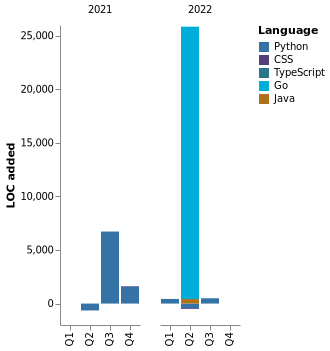 2021
2022
Language
Python
CSS
TypeScript
Go
Java
LOC added
25,000
20,000
15,000
10,000
5,000
0
Q1
Q2
Q3
Q4
Q1
Q2
Q3
Q4